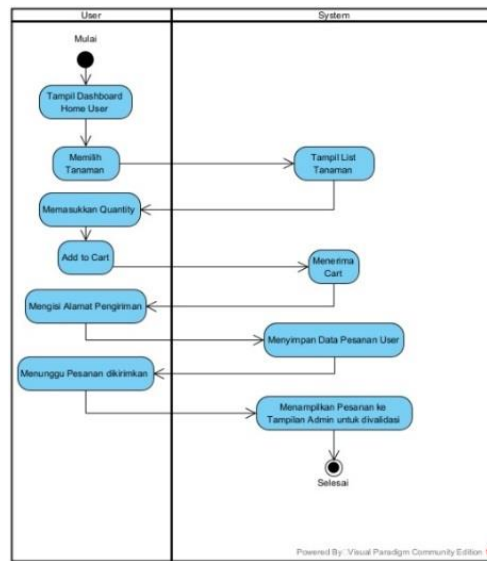 User
System
Mulai
Tampil Dashboard
Home User
Memilih
Tanaman
Tampil List
Tanaman
Memasukkan Quantity
Add to Cart
Menerima
Cart
Mengisi Alamat Pengiriman
Menyimpan Data Pesanan User
Menunggu Pesanan dikirimkan
Menampilkan Pesanan ke
Tampilan Admin untuk divalidasi
Selesai
Powered By: Visual Paradigm Community Edition